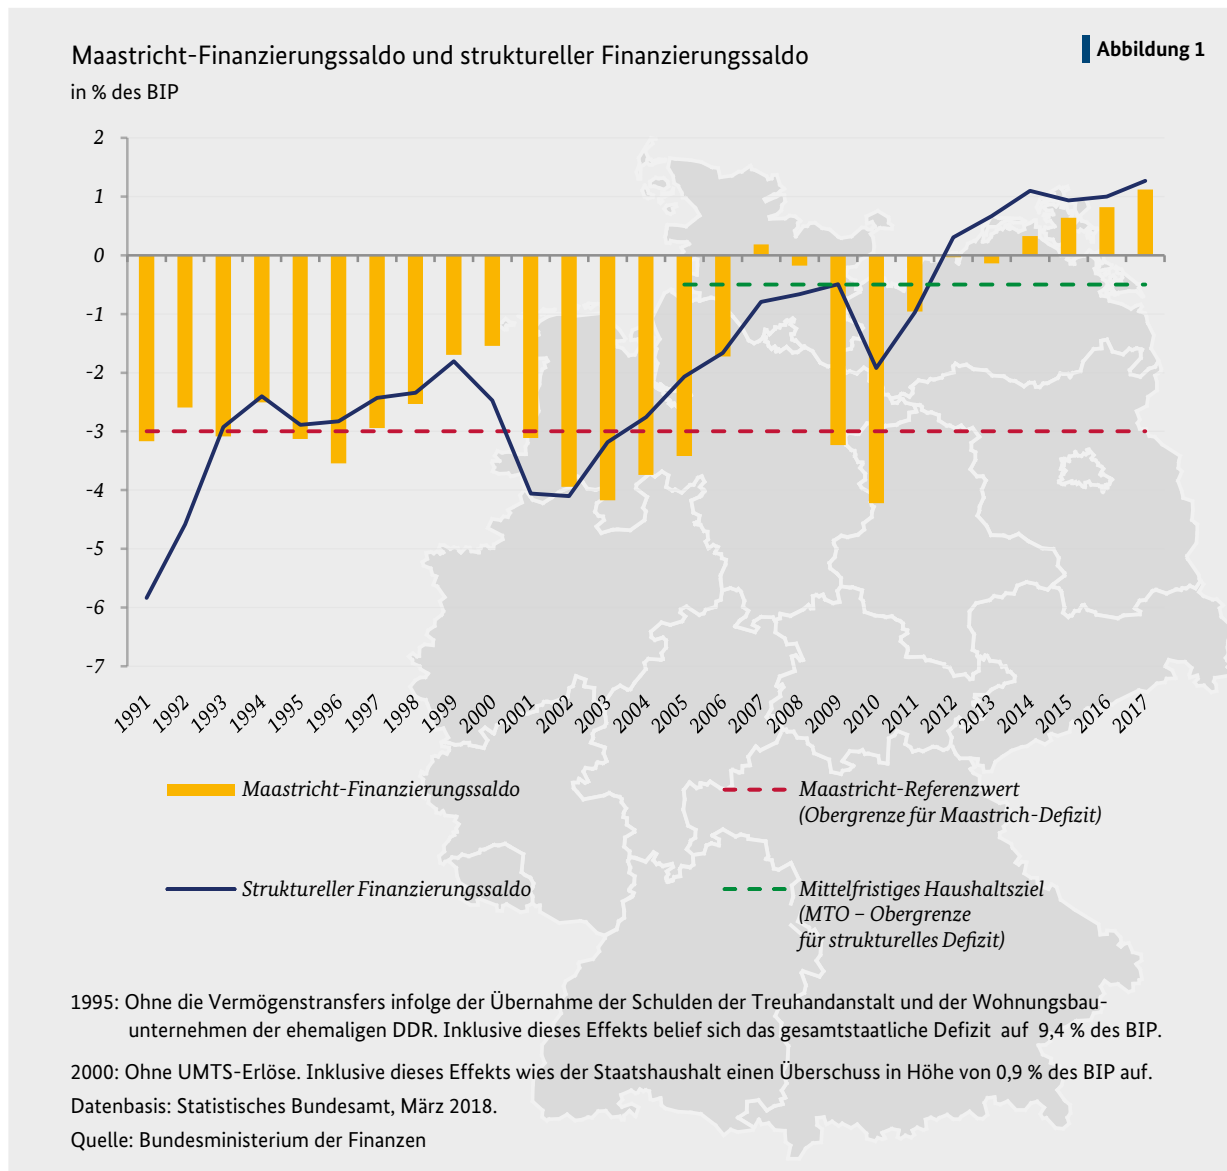 Maastricht-Finanzierungssaldo und struktureller Finanzierungssaldo
Abbildung 1
in % des BIP
2
1
0
-1
-2
-3
-4
-5
-6
-7
1991 1992 1993 1994 1995 1996 1997 1998 1999 2000 2001 2002 2003 2004 2005 2006 2007 2008 2009 2010 2011 2012 2013 2014 2015 2016 2017
Maastricht-Finanzierungssaldo
Maastricht-Referenzwert
(Obergrenze für Maastrich-Defizit)
Struktureller Finanzierungssaldo
Mittelfristiges Haushaltsziel
(MTO – Obergrenze
für strukturelles Defizit)
1995: Ohne die Vermögenstransfers infolge der Übernahme der Schulden der Treuhandanstalt und der Wohnungsbau-
unternehmen der ehemaligen DDR. Inklusive dieses Effekts belief sich das gesamtstaatliche Defizit auf 9,4 % des BIP.
2000: Ohne UMTS-Erlöse. Inklusive dieses Effekts wies der Staatshaushalt einen Überschuss in Höhe von 0,9 % des BIP auf.
Datenbasis: Statistisches Bundesamt, März 2018.
Quelle: Bundesministerium der Finanzen